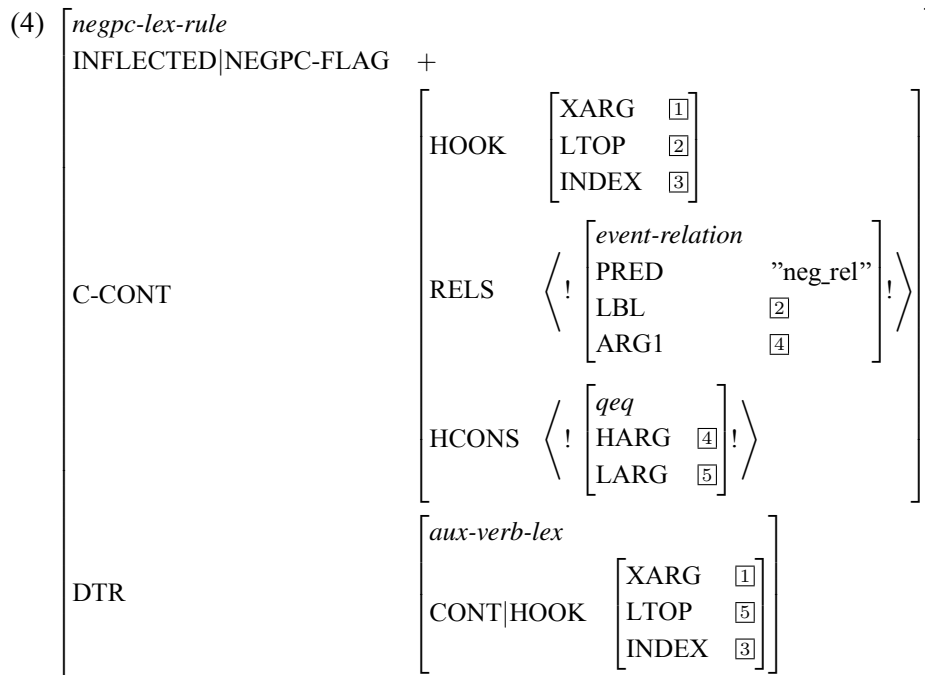 (4) negpc-lex-rule
INFLECTED|NEGPC-FLAG +
C-CONT
HOOK
XARG 1
LTOP 2
INDEX 3
RELS
⟨! event-relation
PRED ”neg_rel”
LBL 2
ARG1 4 !⟩
HCONS
⟨! qeq
HARG 4
LARG 5 !⟩
DTR
aux-verb-lex
CONT|HOOK
XARG 1
LTOP 5
INDEX 3